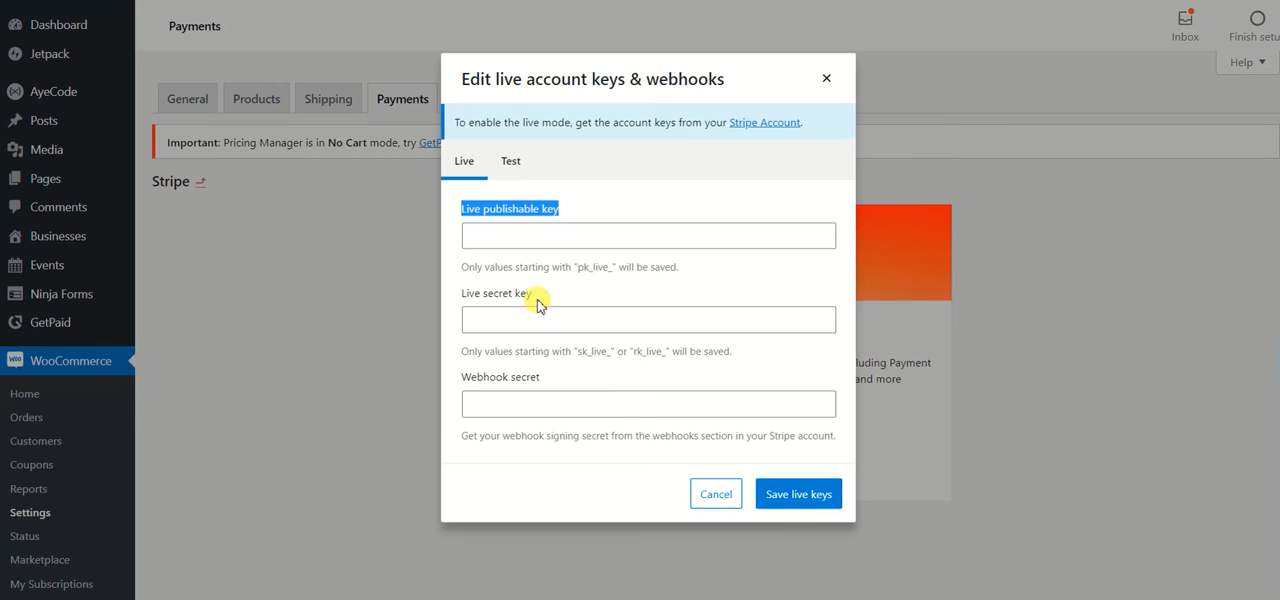 Dashboard
Jetpack
AyeCode
Posts
Media
Pages
Comments
Businesses
Events
Ninja Forms
GetPaid
WooCommerce
Home
Orders
Customers
Coupons
Reports
Settings
Status
Marketplace
My Subscriptions
Payments
Inbox
Finish setu
Help
General
Products
Shipping
Payments
Important: Pricing Manager is in No Cart mode, try GetP
Stripe
Edit live account keys & webhooks
To enable the live mode, get the account keys from your Stripe Account.
Live
Test
Live publishable key
Only values starting with "pk_live_" will be saved.
Live secret key
Only values starting with "sk_live_" or "rk_live_" will be saved.
Webhook secret
Get your webhook signing secret from the webhooks section in your Stripe account.
Cancel
Save live keys
luding Payment
and more